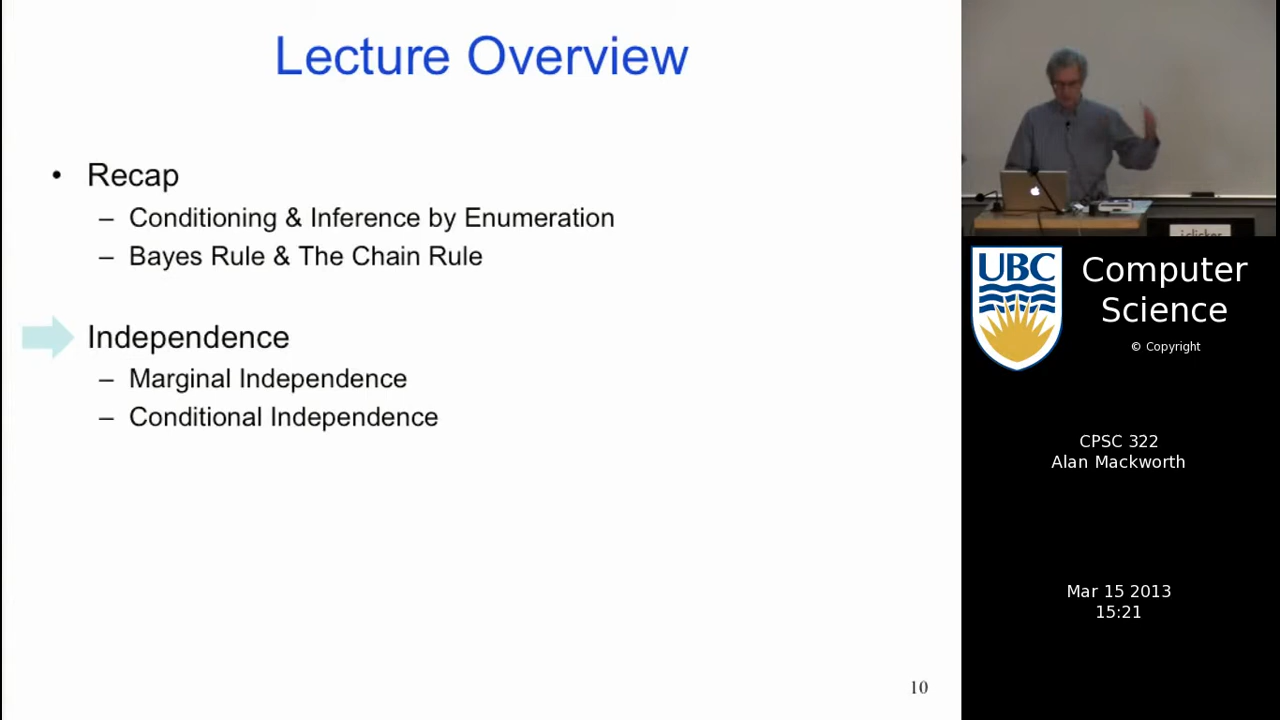 Lecture Overview
• Recap
– Conditioning & Inference by Enumeration
– Bayes Rule & The Chain Rule
Independence
– Marginal Independence
– Conditional Independence
10
i>clicker
UBC
Computer
Science
© Copyright
CPSC 322
Alan Mackworth
Mar 15 2013
15:21